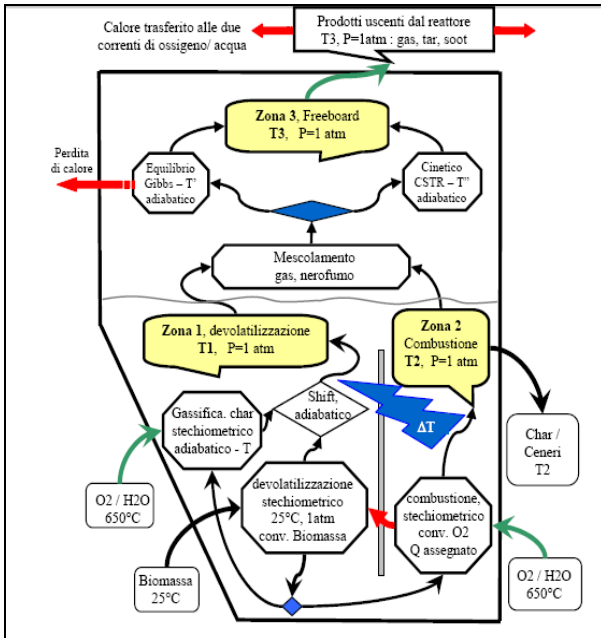 Calore trasferito alle due
correnti di ossigeno/ acqua
Prodotti uscenti dal reattore
T3, P=1atm : gas, tar, soot
Zona 3, Freeboard
T3, P=1 atm
Perdita
di calore
Equilibrio
Gibbs – T'
adiabatico
Cinetico
CSTR – T"
adiabatico
Mescolamento
gas, nerofumo
Zona 1, devolatilizzazione
T1, P=1 atm
Zona 2
Combustione
T2, P=1 atm
Gassifica. char
stechiometrico
adiabatico - T
Shift,
adiabatico
ΔT
Char /
Ceneri
T2
O2 / H2O
650°C
devolatilizzazione
stechiometrico
25°C, 1atm
conv. Biomassa
combustione,
stechiometrico
conv. O2
Q assegnato
Biomassa
25°C
O2 / H2O
650°C